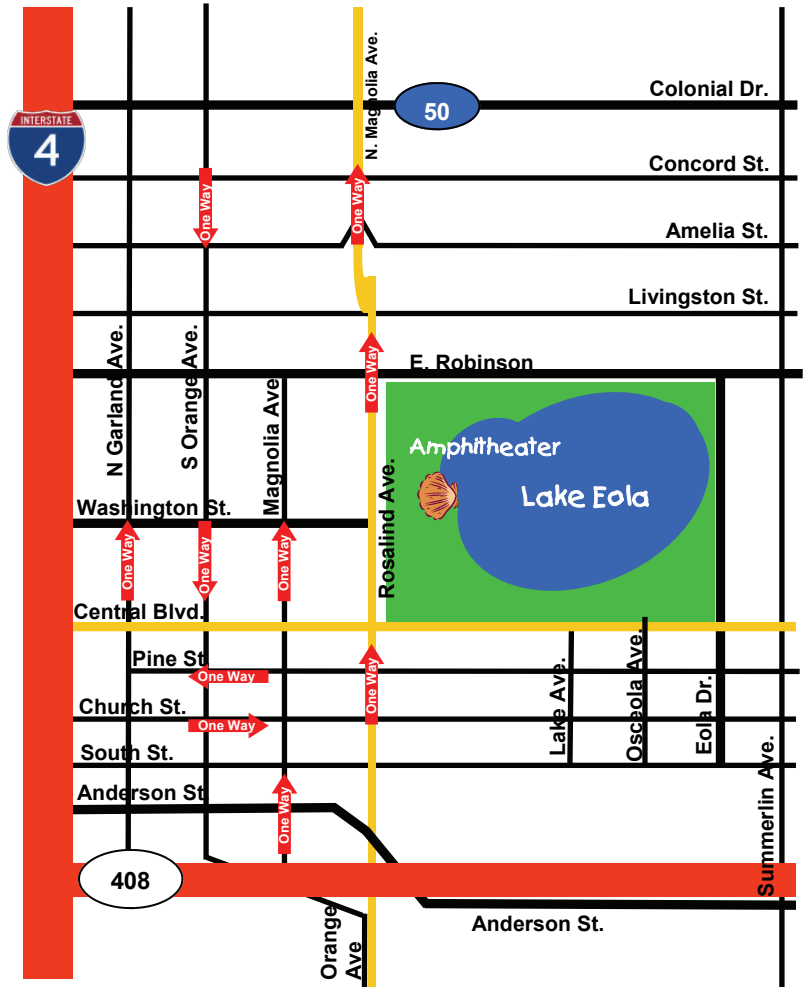 N. Magnolia Ave.
Colonial Dr.
50
INTERSTATE
4
Concord St.
One Way
One Way
Amelia St.
Livingston St.
N Garland Ave.
S Orange Ave.
Magnolia Ave
One Way
E. Robinson
Amphitheater
Lake Eola
Rosalind Ave.
Washington St.
One Way
One Way
One Way
Central Blvd.
Pine St
One Way
One Way
Church St.
One Way
South St.
Lake Ave.
Osceola Ave.
Eola Dr.
Summerlin Ave.
Anderson St
One Way
408
Anderson St.
Orange
Ave